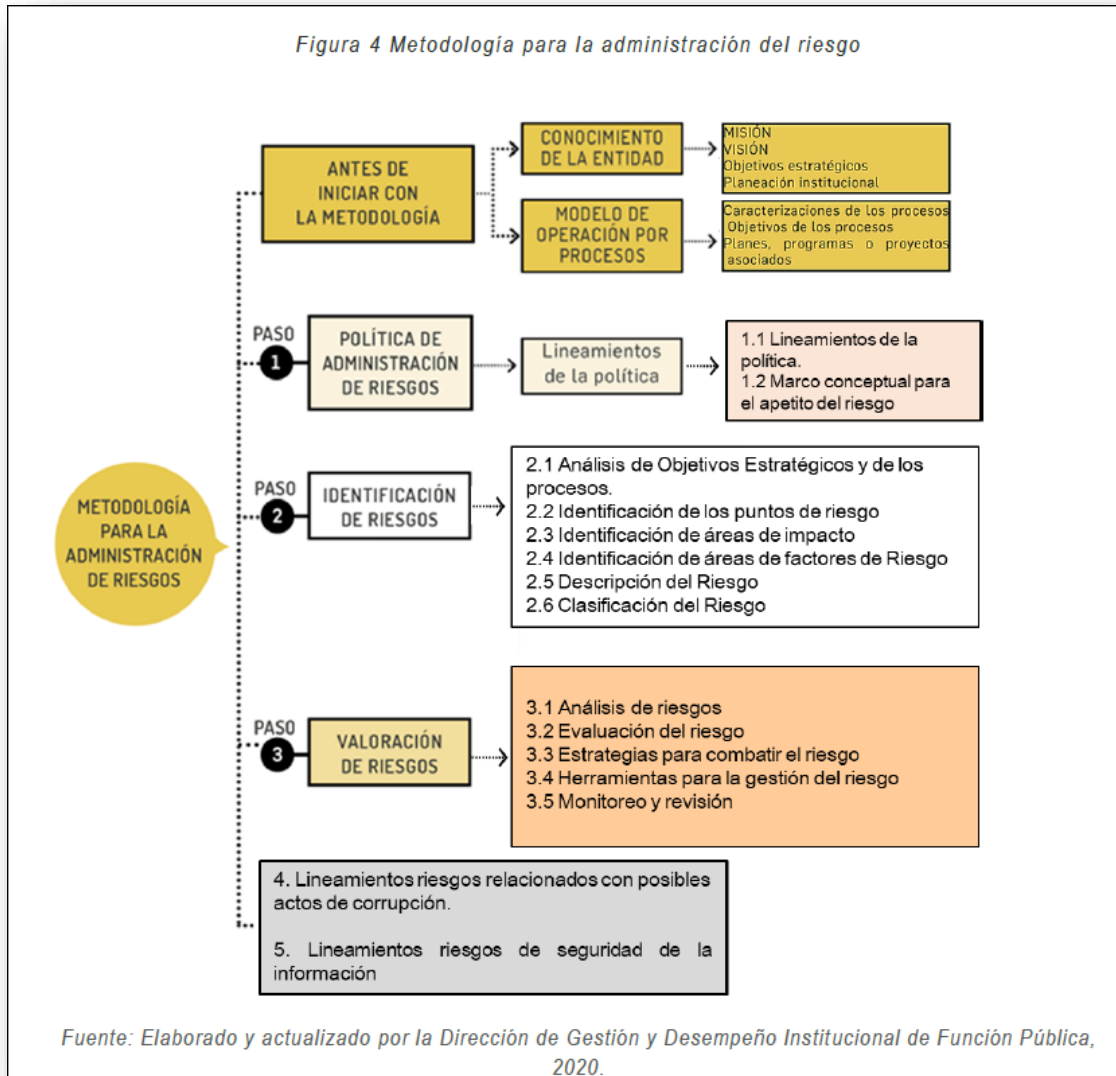 Figura 4 Metodología para la administración del riesgo
ANTES DE
INICIAR CON
LA METODOLOGÍA
CONOCIMIENTO
DE LA ENTIDAD
MISIÓN
VISIÓN
Objetivos estratégicos
Planeación institucional
MODELO DE
OPERACIÓN POR
PROCESOS
Caracterizaciones de los procesos
Objetivos de los procesos
Planes, programas o proyectos
asociados
PASO
1
POLÍTICA DE
ADMINISTRACIÓN
DE RIESGOS
Lineamientos
de la política
1.1 Lineamientos de la
política.
1.2 Marco conceptual para
el apetito del riesgo
METODOLOGÍA
PARA LA
ADMINISTRACIÓN
DE RIESGOS
PASO
2
IDENTIFICACIÓN
DE RIESGOS
2.1 Análisis de Objetivos Estratégicos y de los
procesos.
2.2 Identificación de los puntos de riesgo
2.3 Identificación de áreas de impacto
2.4 Identificación de áreas de factores de Riesgo
2.5 Descripción del Riesgo
2.6 Clasificación del Riesgo
PASO
3
VALORACIÓN
DE RIESGOS
3.1 Análisis de riesgos
3.2 Evaluación del riesgo
3.3 Estrategias para combatir el riesgo
3.4 Herramientas para la gestión del riesgo
3.5 Monitoreo y revisión
4. Lineamientos riesgos relacionados con posibles
actos de corrupción.
5. Lineamientos riesgos de seguridad de la
información
Fuente: Elaborado y actualizado por la Dirección de Gestión y Desempeño Institucional de Función Pública,
2020.